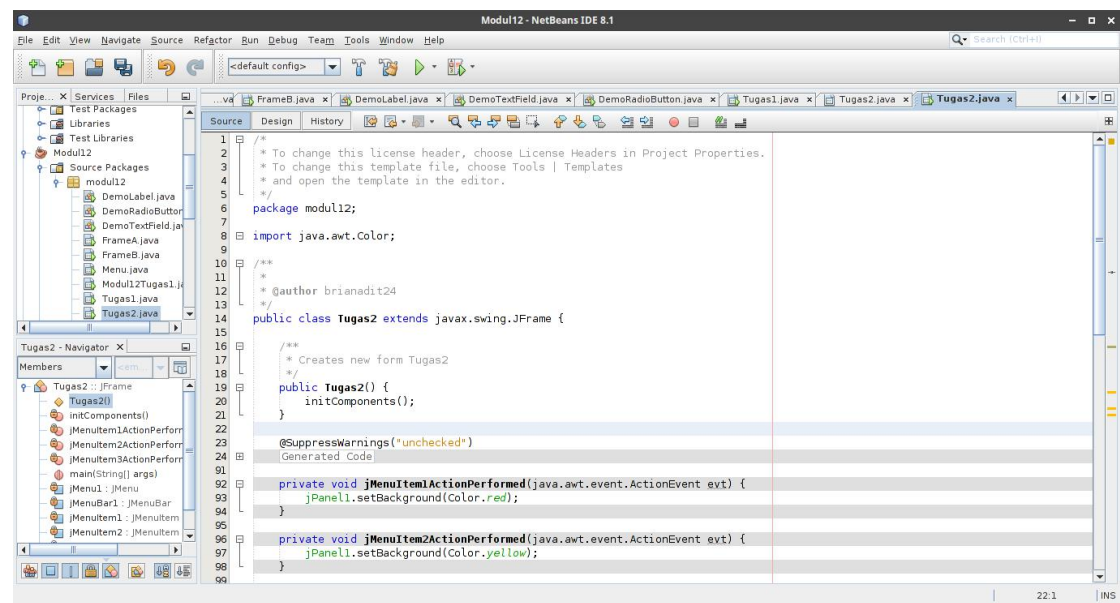 Modul12 - NetBeans IDE 8.1
File Edit View Navigate Source Refactor Run Debug Team Tools Window Help
Search (Ctrl+I)
<default config>
Proje... Services Files
Test Packages
Libraries
Test Libraries
Modul12
Source Packages
modul12
DemoLabel.java
DemoRadioButton
DemoTextField.jav
FrameA.java
FrameB.java
Menu.java
Modul12Tugas1.ja
Tugas1.java
Tugas2.java
Tugas2 - Navigator
Members
<em...
Tugas2 :: JFrame
Tugas2()
initComponents()
jMenuItem1ActionPerforr
jMenuItem2ActionPerforr
jMenuItem3ActionPerforr
main(String[] args)
jMenu1 : JMenu
jMenuBar1 : JMenuBar
jMenuItem1 : JMenuItem
jMenuItem2 : JMenuItem
...va FrameB.java DemoLabel.java DemoTextField.java DemoRadioButton.java Tugas1.java Tugas2.java Tugas2.java
Source Design History
1 /*
2 * To change this license header, choose License Headers in Project Properties.
3 * To change this template file, choose Tools | Templates
4 * and open the template in the editor.
5 */
6 package modul12;
7
8 import java.awt.Color;
9
10 /**
11 *
12 * @author brianadit24
13 */
14 public class Tugas2 extends javax.swing.JFrame {
15
16 /**
17 * Creates new form Tugas2
18 */
19 public Tugas2() {
20 initComponents();
21 }
22
23 @SuppressWarnings("unchecked")
24 Generated Code
91
92 private void jMenuItem1ActionPerformed(java.awt.event.ActionEvent evt) {
93 jPanel1.setBackground(Color.red);
94 }
95
96 private void jMenuItem2ActionPerformed(java.awt.event.ActionEvent evt) {
97 jPanel1.setBackground(Color.yellow);
98 }
99
22:1 INS